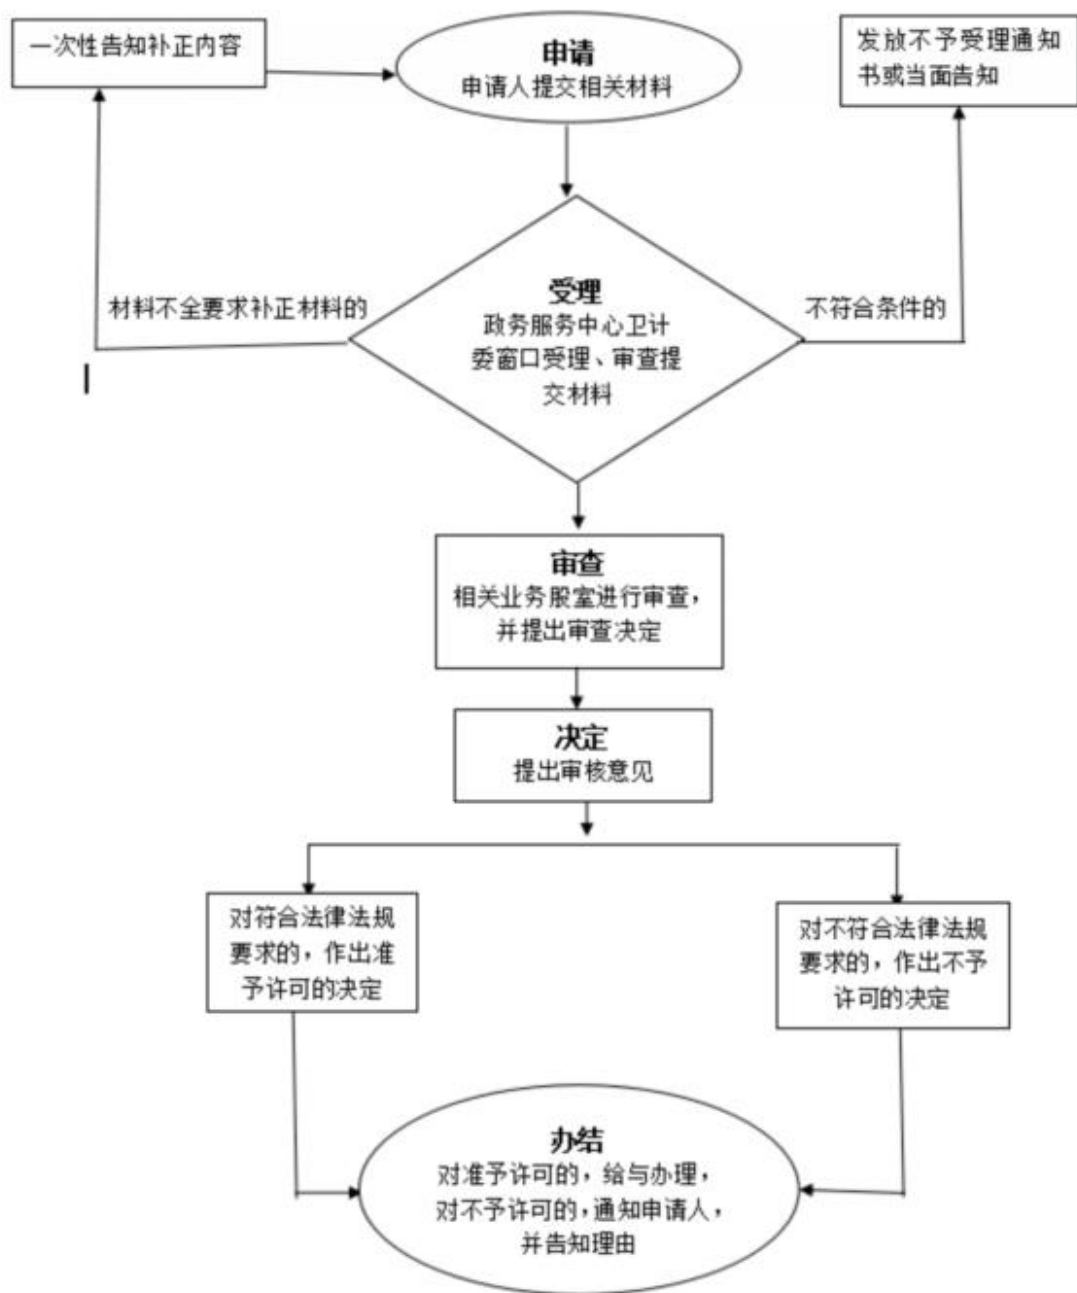 一次性告知补正内容
申请
申请人提交相关材料
发放不予受理通知
书或当面告知
材料不全要求补正材料的
受理
政务服务中心卫计
委窗口受理、审查提
交材料
不符合条件的
审查
相关业务股室进行审查，
并提出审查决定
决定
提出审核意见
对符合法律法规
要求的，作出准
予许可的决定
对不符合法律法规
要求的，作出不予
许可的决定
办结
对准予许可的，给与办理，
对不予许可的，通知申请人，
并告知理由